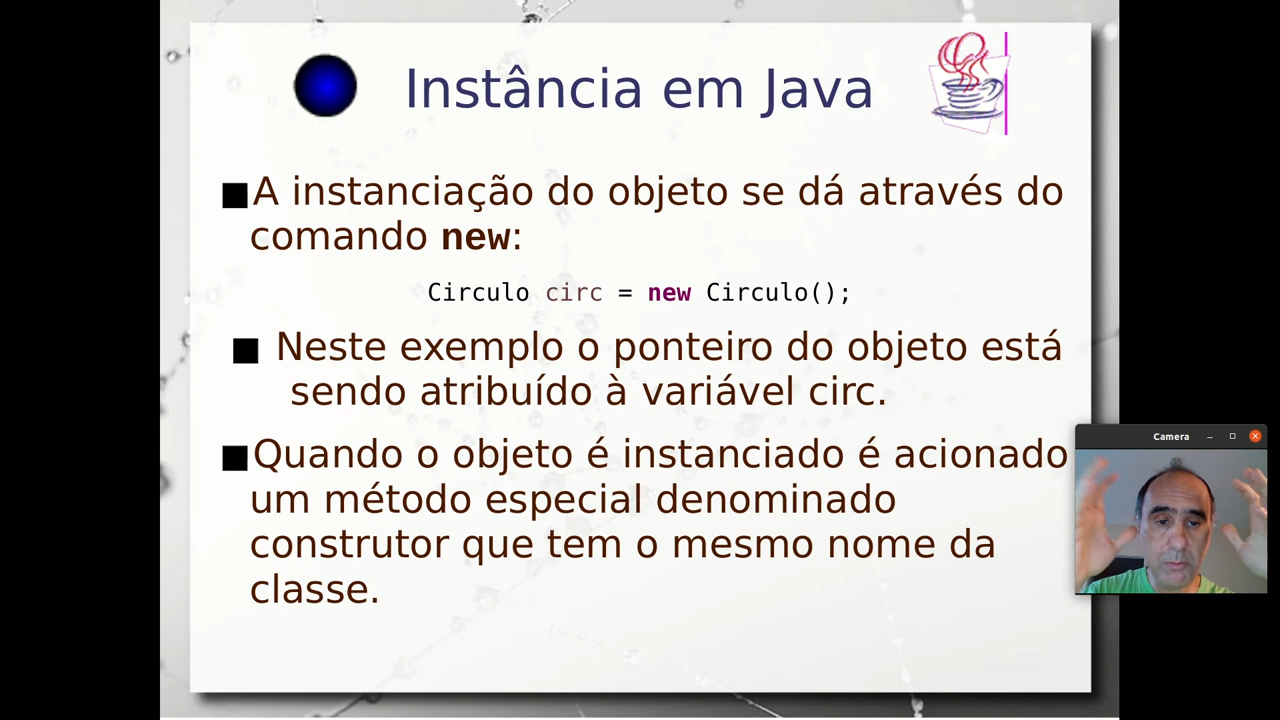 Instância em Java
■A instanciação do objeto se dá através do
comando new:
Circulo circ = new Circulo();
■ Neste exemplo o ponteiro do objeto está
sendo atribuído à variável circ.
■Quando o objeto é instanciado é acionado
um método especial denominado
construtor que tem o mesmo nome da
classe.
Camera